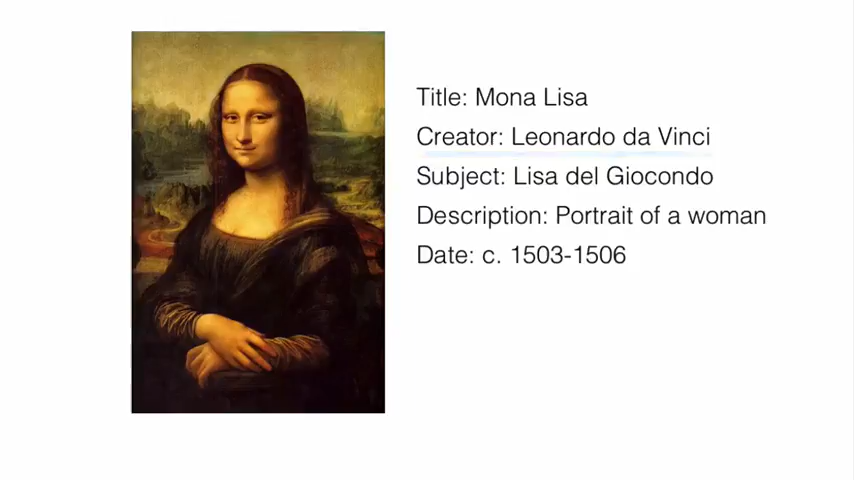 Title: Mona Lisa
Creator: Leonardo da Vinci
Subject: Lisa del Giocondo
Description: Portrait of a woman
Date: c. 1503-1506